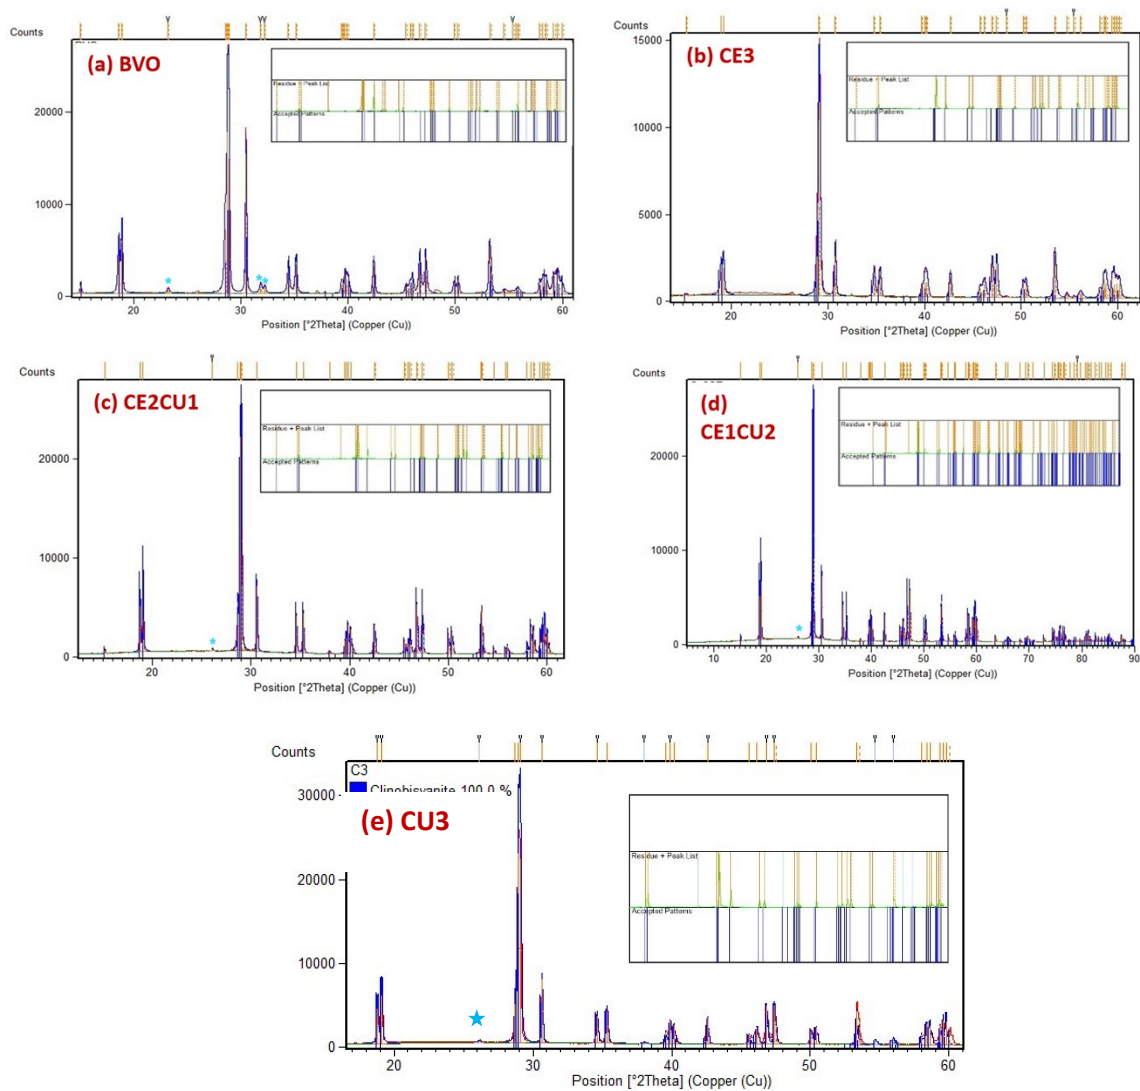 Counts
(a) BVO
Residue + Peak List
Accepted Patterns
20000
10000
0
20
30
40
50
60
Position [°2Theta] (Copper (Cu))
Counts
(b) CE3
Residue + Peak List
Accepted Patterns
15000
10000
5000
0
20
30
40
50
60
Position [°2Theta] (Copper (Cu))
Counts
(c) CE2CU1
Residue + Peak List
Accepted Patterns
20000
10000
0
20
30
40
50
60
Position [°2Theta] (Copper (Cu))
Counts
(d)
CE1CU2
Residue + Peak List
Accepted Patterns
20000
10000
0
10
20
30
40
50
60
70
80
90
Position [°2Theta] (Copper (Cu))
Counts
C3
Clinobisvanite 100.0 %
(e) CU3
Residue + Peak List
Accepted Patterns
30000
20000
10000
0
20
30
40
50
60
Position [°2Theta] (Copper (Cu))